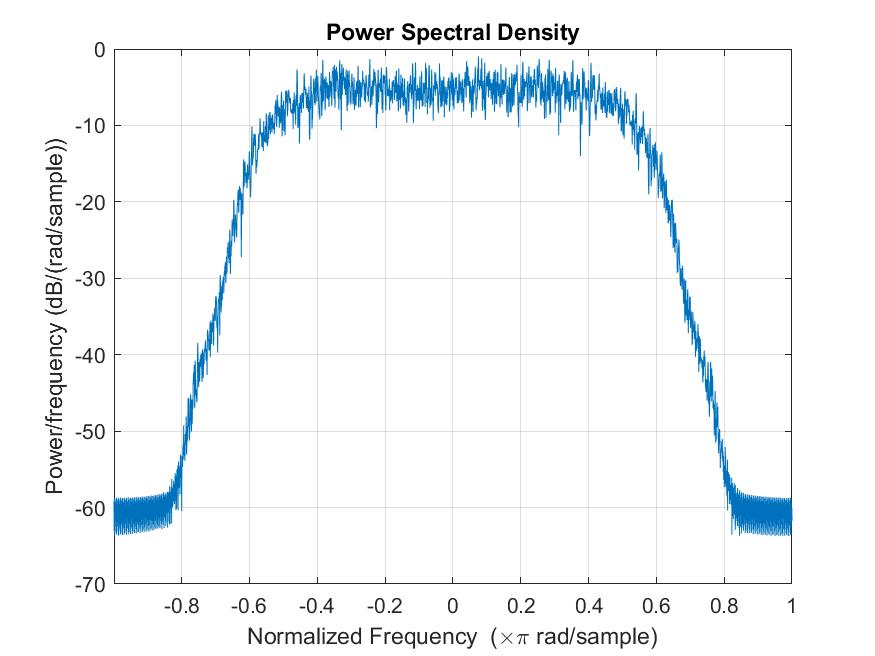 Power Spectral Density
0
-10
-20
-30
-40
-50
-60
-70
Power/frequency (dB/(rad/sample))
-0.8 -0.6 -0.4 -0.2 0 0.2 0.4 0.6 0.8 1
Normalized Frequency (×π rad/sample)